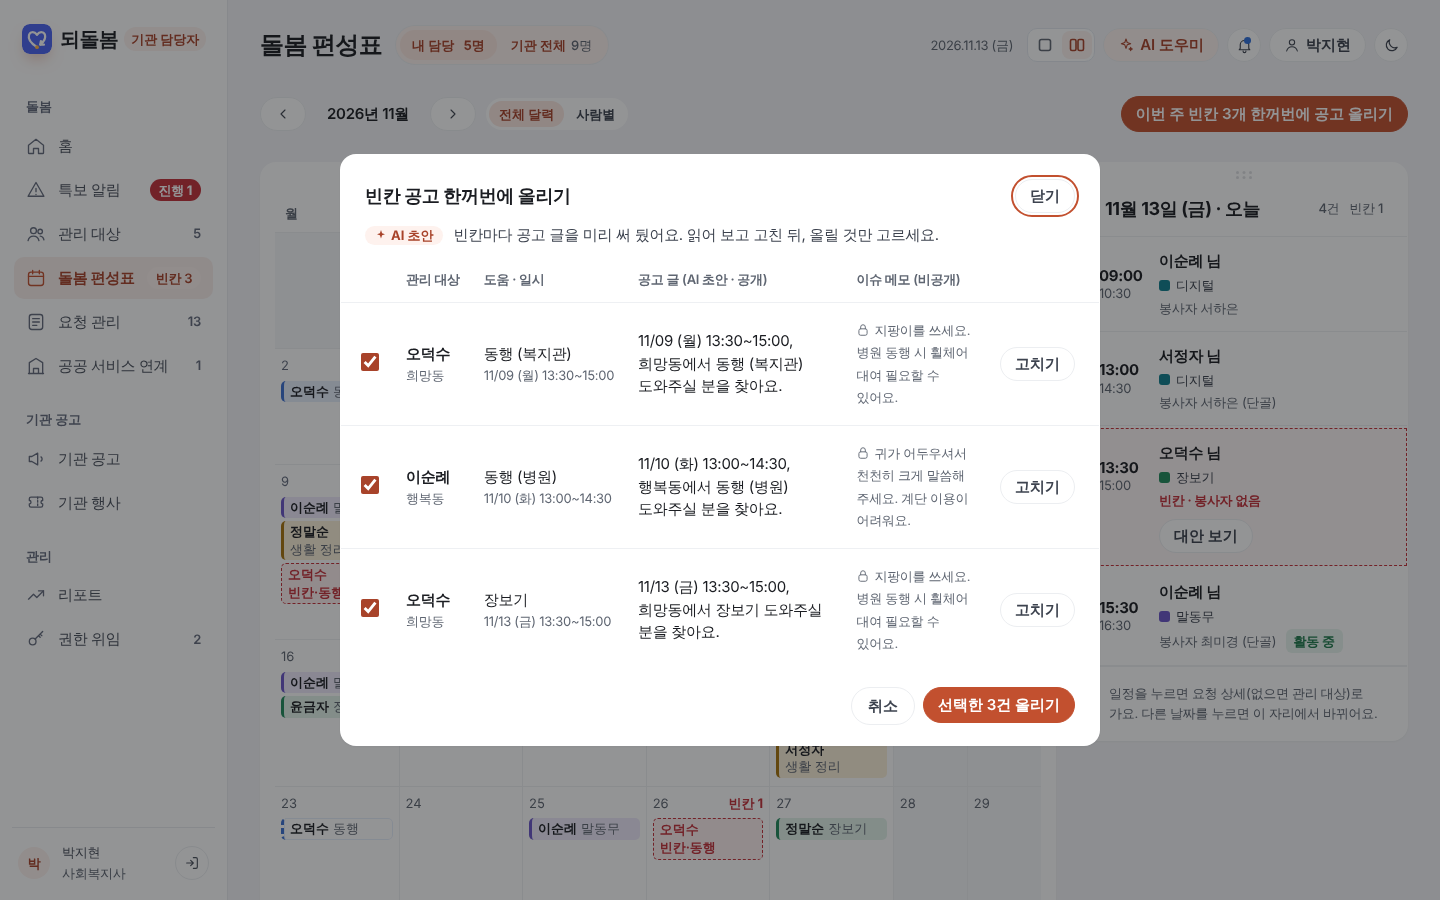 되돌봄 기관 담당자
돌봄
홈
특보 알림 진행 1
관리 대상 5
돌봄 편성표 빈칸 3
요청 관리 13
공공 서비스 연계 1
기관 공고
기관 공고
기관 행사
관리
리포트
권한 위임 2
박 박지현
사회복지사
돌봄 편성표 내 담당 5명 기관 전체 9명
2026.11.13 (금) AI 도우미 박지현
2026년 11월 전체 달력 사람별
이번 주 빈칸 3개 한꺼번에 공고 올리기
월
2
오덕수
9
이순례
정말순
생활 정리
오덕수
빈칸·동행
16
이순례
윤금자
서정자
생활 정리
23 24 25 26 빈칸 1 27 28 29
오덕수 동행
이순례 말동무
오덕수
빈칸·동행
정말순 장보기
빈칸 공고 한꺼번에 올리기 닫기
AI 초안 빈칸마다 공고 글을 미리 써 뒀어요. 읽어 보고 고친 뒤, 올릴 것만 고르세요.
관리 대상 도움 · 일시 공고 글 (AI 초안 · 공개) 이슈 메모 (비공개)
오덕수
희망동
동행 (복지관)
11/09 (월) 13:30~15:00
11/09 (월) 13:30~15:00,
희망동에서 동행 (복지관)
도와주실 분을 찾아요.
지팡이를 쓰세요.
병원 동행 시 휠체어
대여 필요할 수
있어요.
고치기
이순례
행복동
동행 (병원)
11/10 (화) 13:00~14:30
11/10 (화) 13:00~14:30,
행복동에서 동행 (병원)
도와주실 분을 찾아요.
귀가 어두우셔서
천천히 크게 말씀해
주세요. 계단 이용이
어려워요.
고치기
오덕수
희망동
장보기
11/13 (금) 13:30~15:00
11/13 (금) 13:30~15:00,
희망동에서 장보기 도와주실
분을 찾아요.
지팡이를 쓰세요.
병원 동행 시 휠체어
대여 필요할 수
있어요.
고치기
취소 선택한 3건 올리기
11월 13일 (금) · 오늘 4건 빈칸 1
09:00
10:30
이순례 님
디지털
봉사자 서하은
13:00
14:30
서정자 님
디지털
봉사자 서하은 (단골)
13:30
15:00
오덕수 님
장보기
빈칸 · 봉사자 없음
대안 보기
15:30
16:30
이순례 님
말동무
봉사자 최미경 (단골) 활동 중
일정을 누르면 요청 상세(없으면 관리 대상)로
가요. 다른 날짜를 누르면 이 자리에서 바뀌어요.